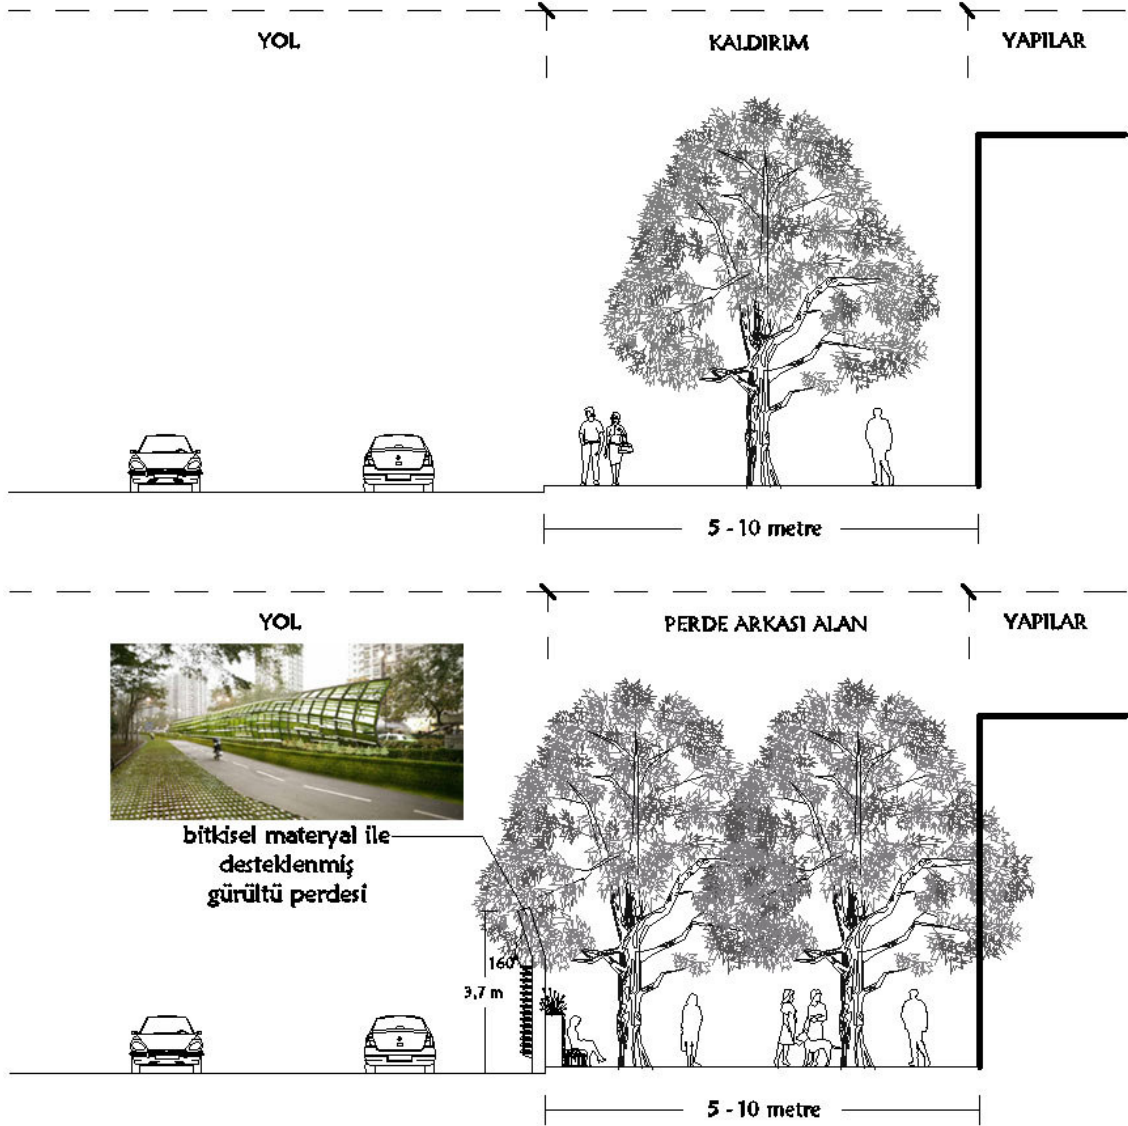 YOL
KALDIRIM
YAPILAR
5 - 10 metre
YOL
PERDE ARKASI ALAN
YAPILAR
bitkisel materyal ile
desteklenmiş
gürültü perdesi
160°
3,7 m
5 - 10 metre